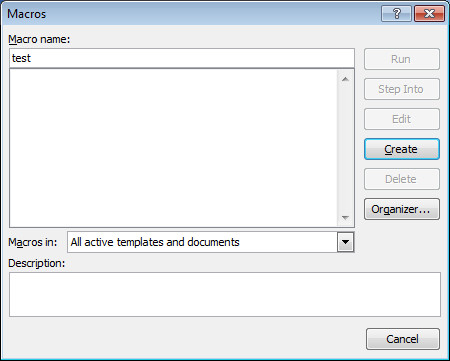 Macros
Macro name:
test
Run
Step Into
Edit
Create
Delete
Organizer...
Macros in:
All active templates and documents
Description:
Cancel